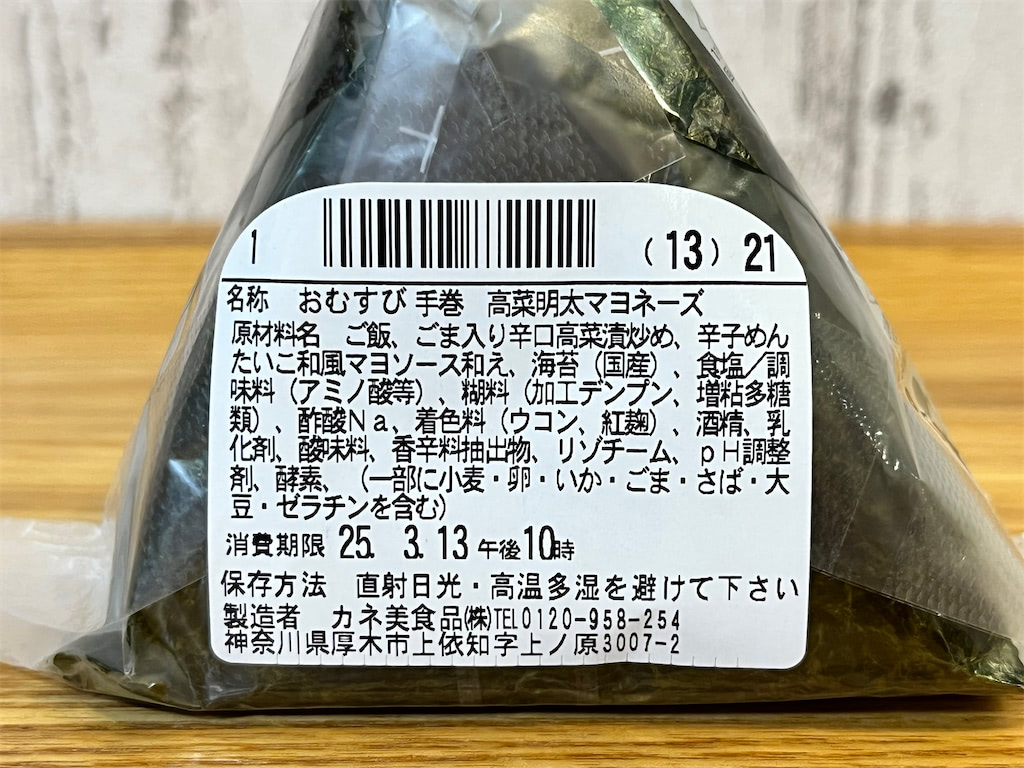 1 (13) 21
名称 おむすび 手巻 高菜明太マヨネーズ
原材料名 ご飯、ごま入り辛口高菜漬炒め、辛子めん
たいこ和風マヨソース和え、海苔（国産）、食塩／調
味料（アミノ酸等）、糊料（加工デンプン、増粘多糖
類）、酢酸Ｎａ、着色料（ウコン、紅麹）、酒精、乳
化剤、酸味料、香辛料抽出物、リゾチーム、ｐＨ調整
剤、酵素、（一部に小麦・卵・いか・ごま・さば・大
豆・ゼラチンを含む）
消費期限 25. 3.13 午後10時
保存方法 直射日光・高温多湿を避けて下さい
製造者 カネ美食品㈱TEL0120-958-254
神奈川県厚木市上依知字上ノ原3007-2